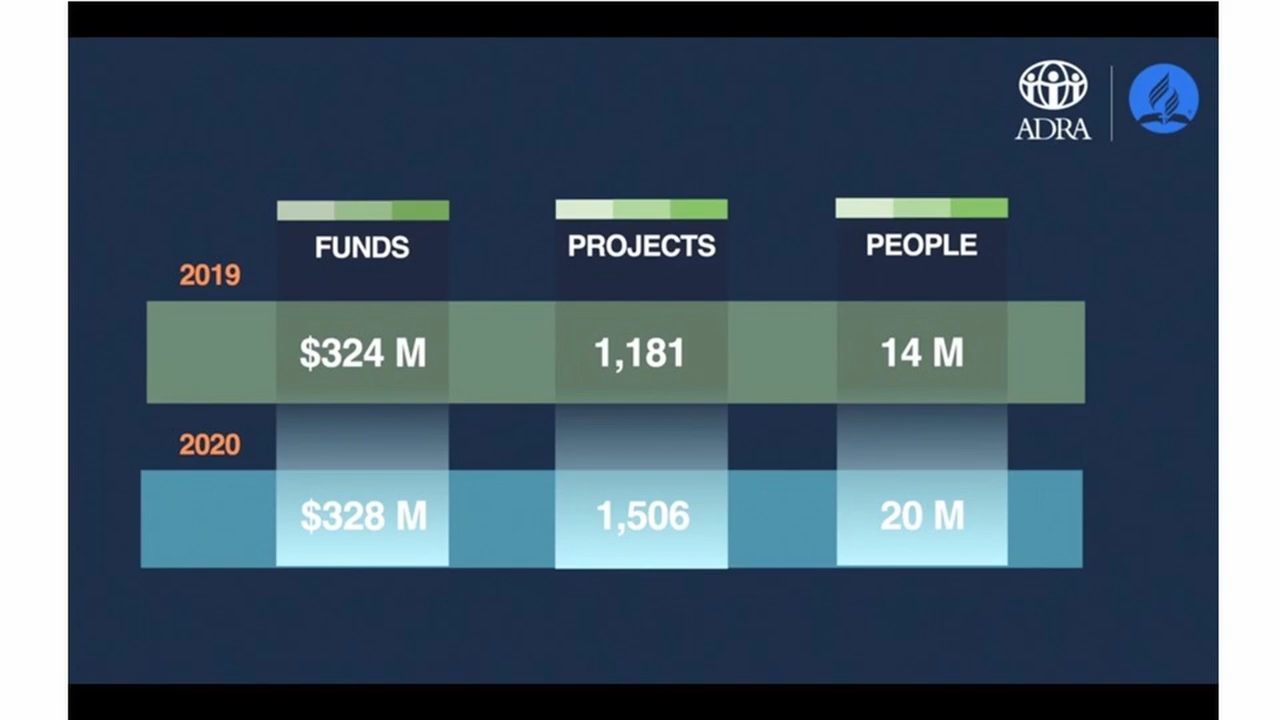 ADRA
FUNDS PROJECTS PEOPLE
2019
$324 M 1,181 14 M
2020
$328 M 1,506 20 M